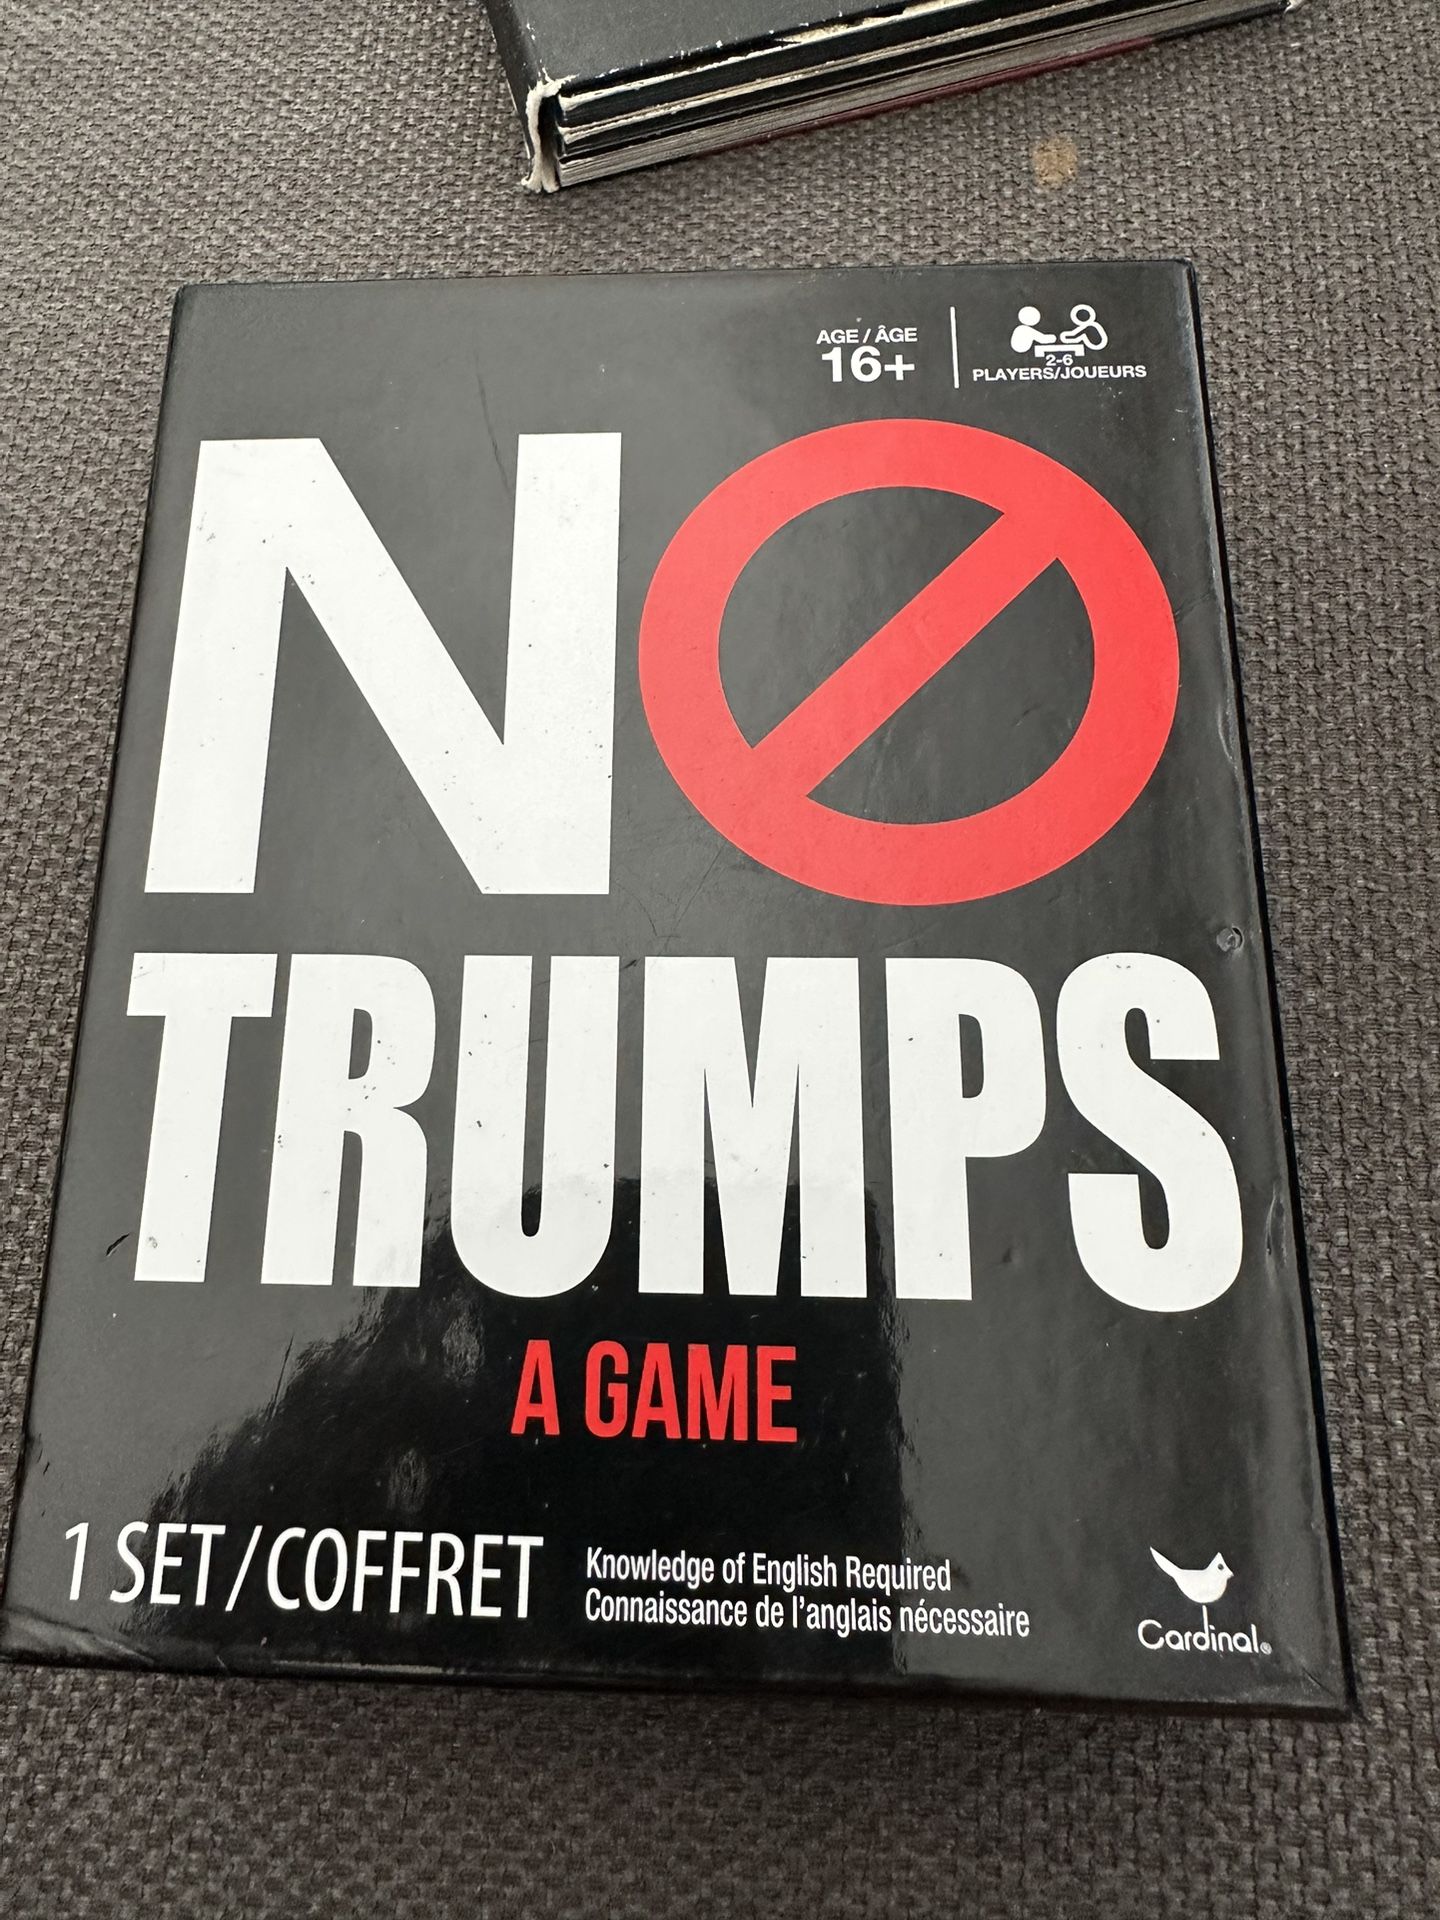 AGE / ÂGE
16+
2-6
PLAYERS/JOUEURS
NO
TRUMPS
A GAME
1 SET/COFFRET
Knowledge of English Required
Connaissance de l'anglais nécessaire
Cardinal®